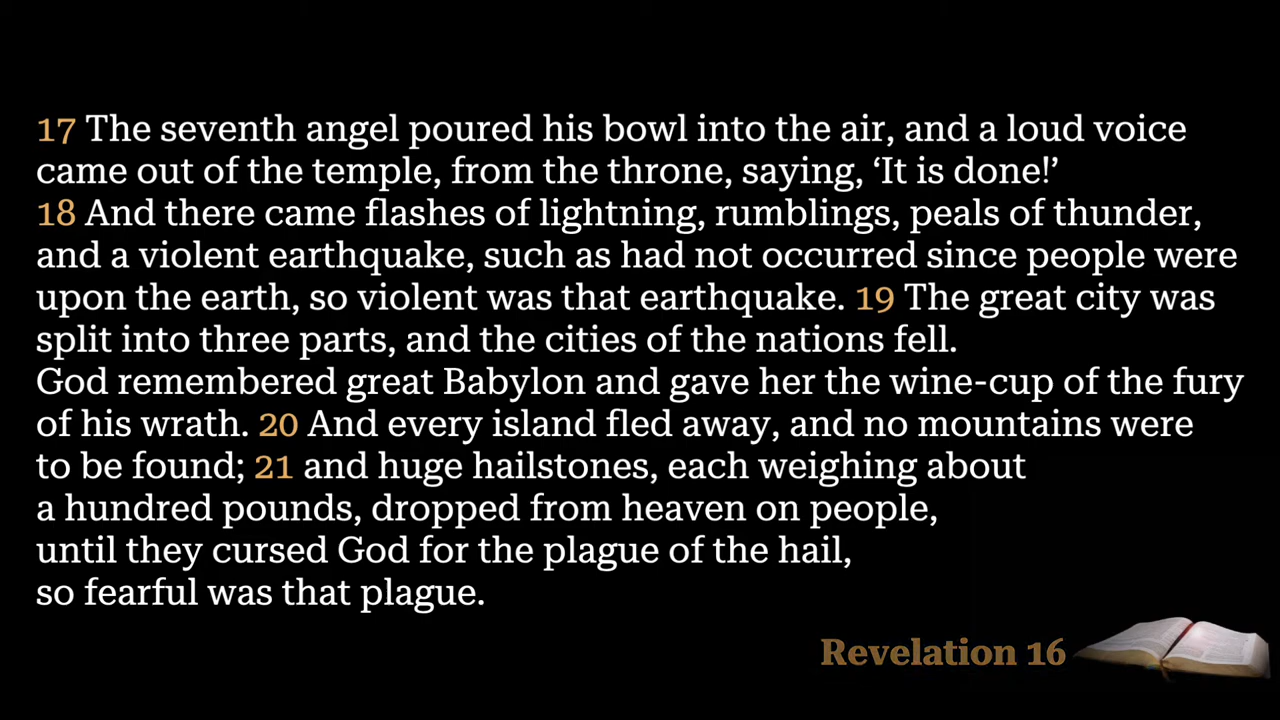 17 The seventh angel poured his bowl into the air, and a loud voice
came out of the temple, from the throne, saying, ‘It is done!’
18 And there came flashes of lightning, rumblings, peals of thunder,
and a violent earthquake, such as had not occurred since people were
upon the earth, so violent was that earthquake. 19 The great city was
split into three parts, and the cities of the nations fell.
God remembered great Babylon and gave her the wine-cup of the fury
of his wrath. 20 And every island fled away, and no mountains were
to be found; 21 and huge hailstones, each weighing about
a hundred pounds, dropped from heaven on people,
until they cursed God for the plague of the hail,
so fearful was that plague.
Revelation 16